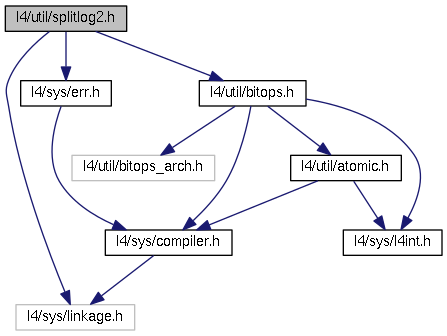 l4/util/splitlog2.h
l4/sys/err.h
l4/util/bitops.h
l4/util/bitops_arch.h
l4/util/atomic.h
l4/sys/compiler.h
l4/sys/l4int.h
l4/sys/linkage.h